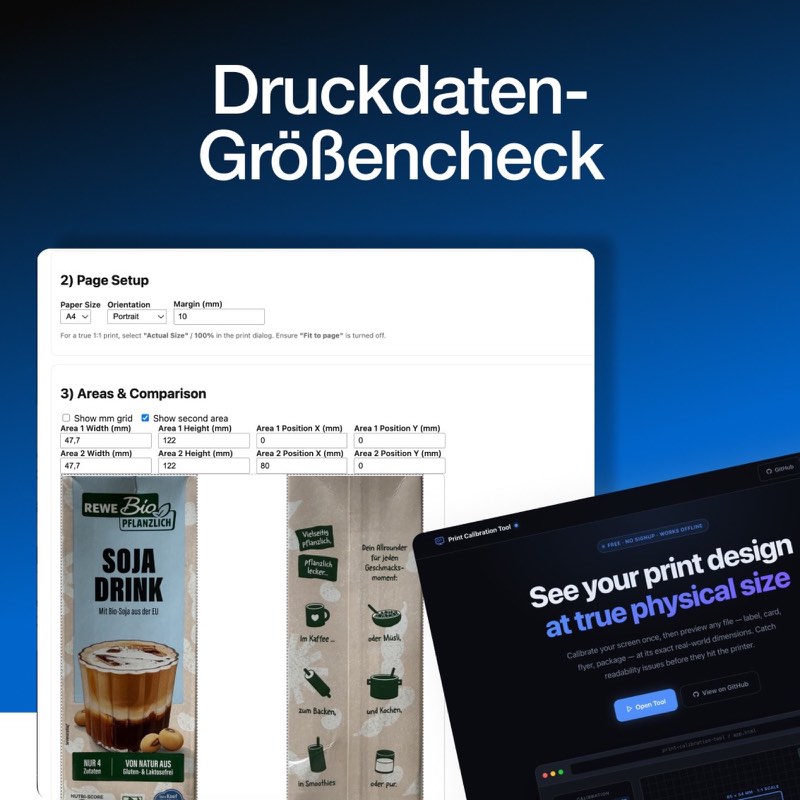 Druckdaten-
Größencheck
2) Page Setup
Paper Size Orientation Margin (mm)
A4 Portrait 10
For a true 1:1 print, select "Actual Size" / 100% in the print dialog. Ensure "Fit to page" is turned off.
3) Areas & Comparison
Show mm grid Show second area
Area 1 Width (mm) Area 1 Height (mm) Area 1 Position X (mm) Area 1 Position Y (mm)
47,7 122 0 0
Area 2 Width (mm) Area 2 Height (mm) Area 2 Position X (mm) Area 2 Position Y (mm)
47,7 122 80 0
REWE Bio
PFLANZLICH
SOJA
DRINK
Mit Bio-Soja aus der EU
NUR 4
Zutaten
VON NATUR AUS
Gluten- & Laktosefrei
NUTRI-SCORE
Vielseitig
pflanzlich,
pflanzlich
lecker...
Dein Allrounder
für jeden
Geschmacks-
moment:
Im Kaffee...
oder Müsli,
zum Backen,
und Kochen,
in Smoothies
oder pur.
Print Calibration Tool
GitHub
FREE · NO SIGNUP · WORKS OFFLINE
See your print design
at true physical size
Calibrate your screen once, then preview any file — label, card,
flyer, package — at its exact real-world dimensions. Catch
readability issues before they hit the printer.
Open Tool
View on GitHub
print-calibration-tool / app.html
CALIBRATION